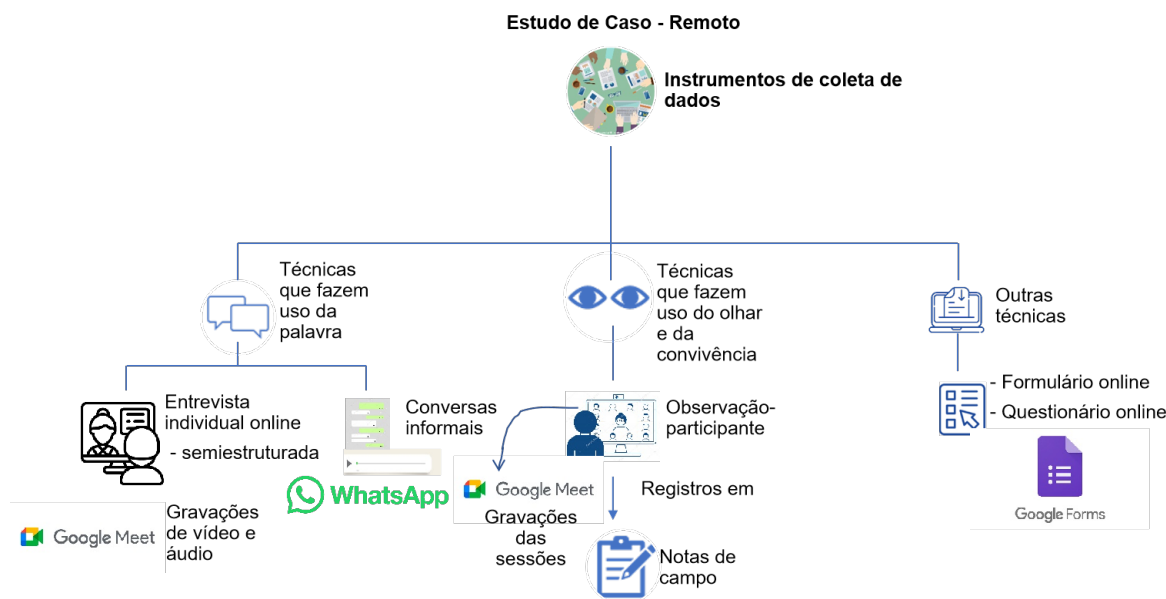 Estudo de Caso - Remoto
Instrumentos de coleta de
dados
Técnicas
que fazem
uso da
palavra
Técnicas
que fazem
uso do olhar
e da
convivência
Outras
técnicas
Entrevista
individual online
- semiestruturada
Conversas
informais
Observação-
participante
- Formulário online
- Questionário online
WhatsApp
Google Meet
Gravações
de vídeo e
áudio
Google Meet
Gravações
das
sessões
Registros em
Notas de
campo
Google Forms